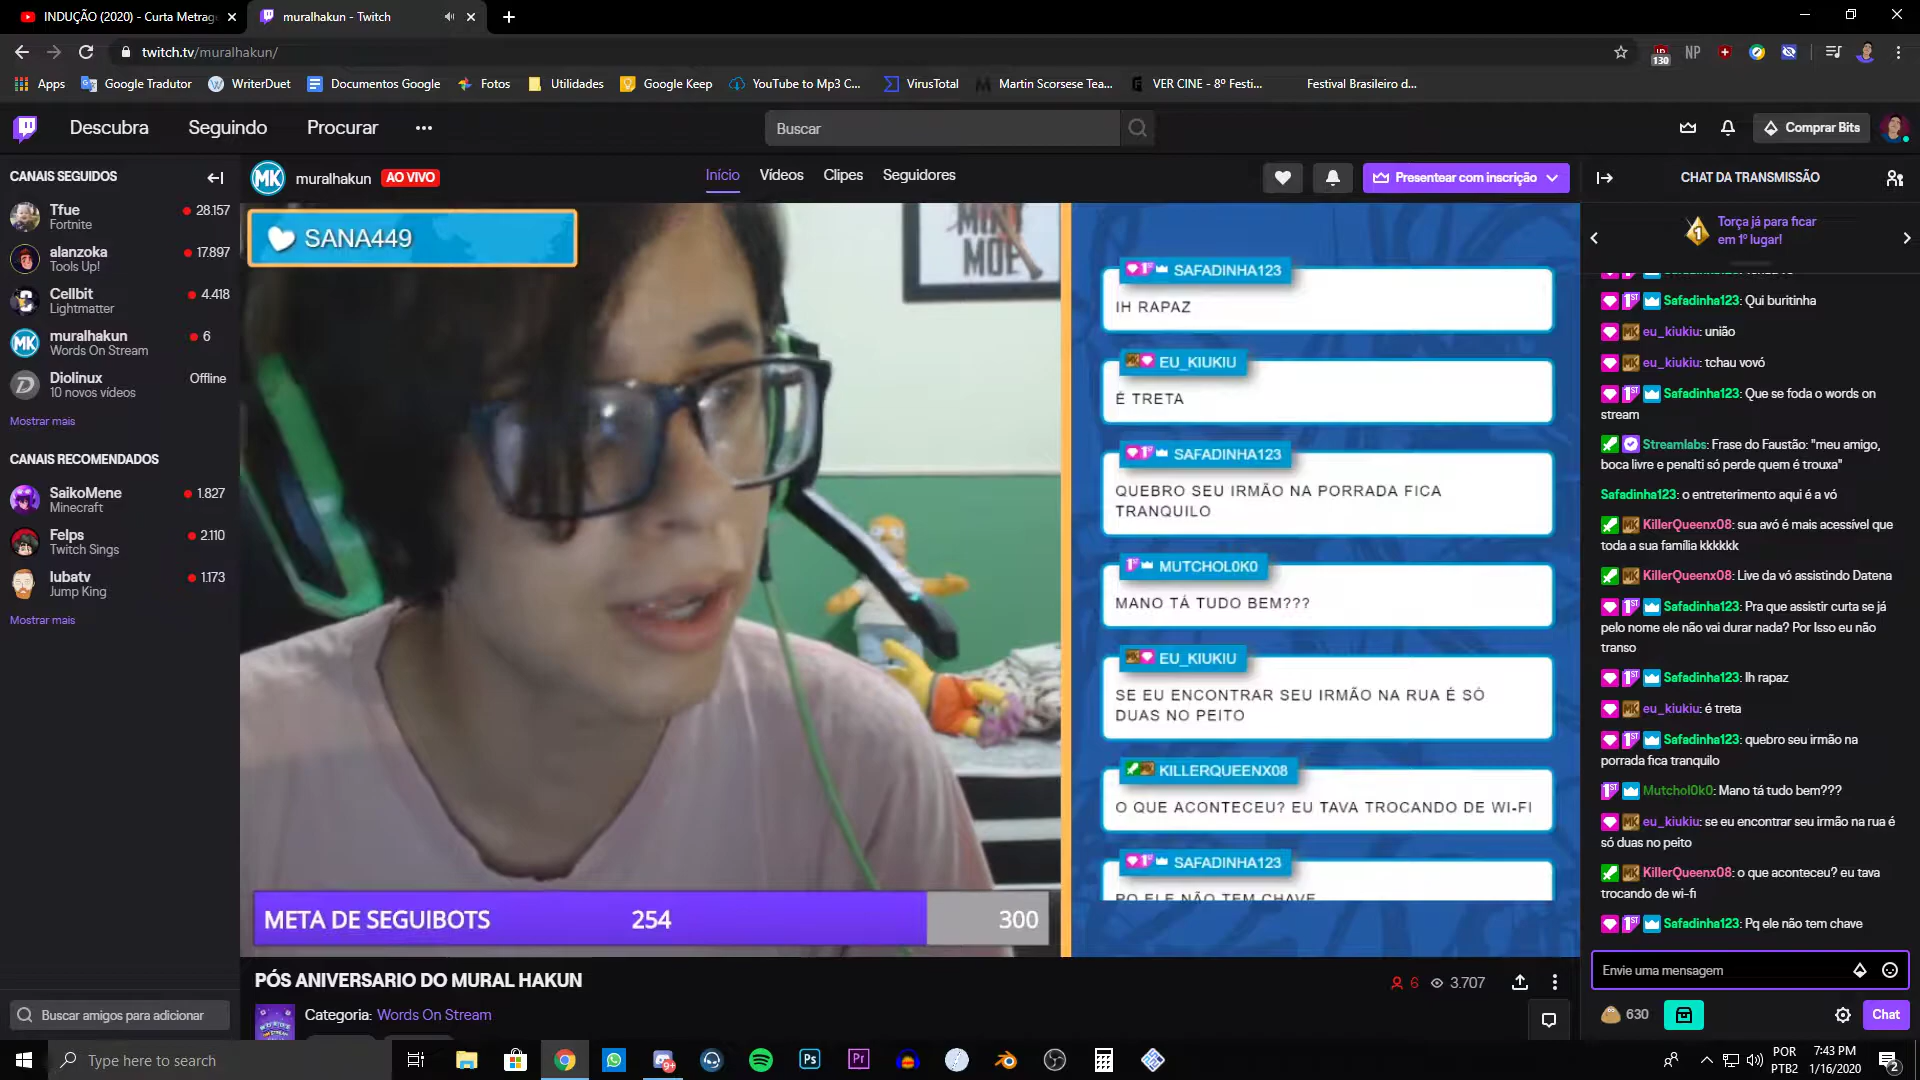 INDUÇÃO (2020) - Curta Metrag
muralhakun - Twitch
twitch.tv/muralhakun/
130
NP
Apps
Google Tradutor
WriterDuet
Documentos Google
Fotos
Utilidades
Google Keep
YouTube to Mp3 C...
VirusTotal
Martin Scorsese Tea...
VER CINE - 8º Festi...
Festival Brasileiro d...
Descubra
Seguindo
Procurar
Buscar
Comprar Bits
CANAIS SEGUIDOS
Tfue
28.157
Fortnite
alanzoka
17.897
Tools Up!
Cellbit
4.418
Lightmatter
MK
muralhakun
6
Words On Stream
Diolinux
Offline
10 novos vídeos
Mostrar mais
CANAIS RECOMENDADOS
SaikoMene
1.827
Minecraft
Felps
2.110
Twitch Sings
lubatv
1.173
Jump King
Mostrar mais
Buscar amigos para adicionar
MK
muralhakun
AO VIVO
Início
Vídeos
Clipes
Seguidores
Presentear com inscrição
SANA449
MOE
SAFADINHA123
IH RAPAZ
EU_KIUKIU
É TRETA
SAFADINHA123
QUEBRO SEU IRMÃO NA PORRADA FICA
TRANQUILO
MUTCHOL0K0
MANO TÁ TUDO BEM???
EU_KIUKIU
SE EU ENCONTRAR SEU IRMÃO NA RUA É SÓ
DUAS NO PEITO
KILLERQUEENX08
O QUE ACONTECEU? EU TAVA TROCANDO DE WI-FI
SAFADINHA123
PQ ELE NÃO TEM CHAVE
META DE SEGUIBOTS
254
300
PÓS ANIVERSARIO DO MURAL HAKUN
6
3.707
Categoria: Words On Stream
CHAT DA TRANSMISSÃO
1
Torça já para ficar
em 1º lugar!
Safadinha123: Qui buritinha
eu_kiukiu: união
eu_kiukiu: tchau vovó
Safadinha123: Que se foda o words on
stream
Streamlabs: Frase do Faustão: "meu amigo,
boca livre e penalti só perde quem é trouxa"
Safadinha123: o entreterimento aqui é a vó
KillerQueenx08: sua avó é mais acessível que
toda a sua família kkkkkk
KillerQueenx08: Live da vó assistindo Datena
Safadinha123: Pra que assistir curta se já
pelo nome ele não vai durar nada? Por Isso eu não
transo
Safadinha123: Ih rapaz
eu_kiukiu: é treta
Safadinha123: quebro seu irmão na
porrada fica tranquilo
Mutchol0k0: Mano tá tudo bem???
eu_kiukiu: se eu encontrar seu irmão na rua é
só duas no peito
KillerQueenx08: o que aconteceu? eu tava
trocando de wi-fi
Safadinha123: Pq ele não tem chave
Envie uma mensagem
630
Chat
Type here to search
9+
Ps
Pr
POR
PTB2
7:43 PM
1/16/2020
2